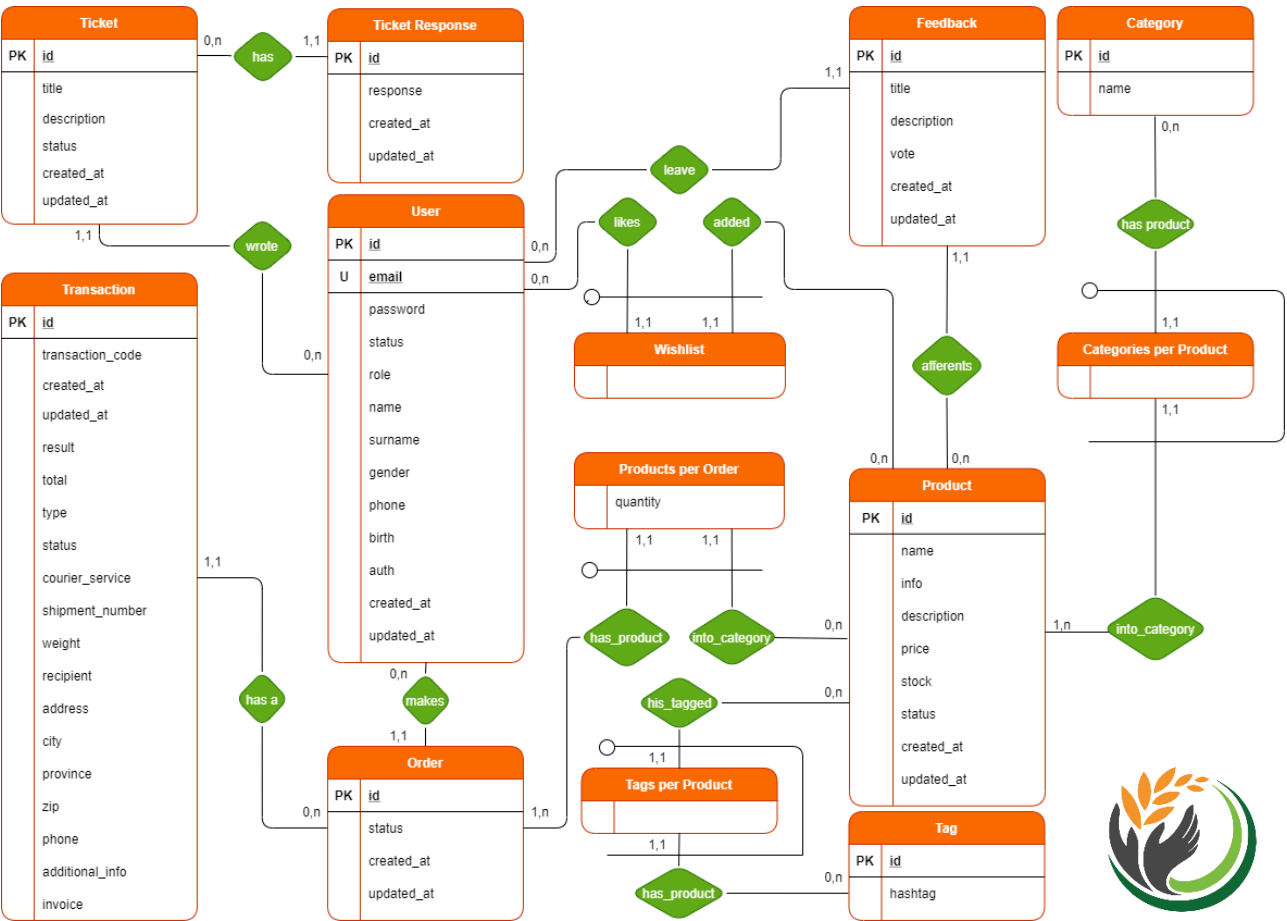 Ticket
PK id
title
description
status
created_at
updated_at
0,n
has
1,1
Ticket Response
PK id
response
created_at
updated_at
1,1
wrote
0,n
User
PK id
U email
password
status
role
name
surname
gender
phone
birth
auth
created_at
updated_at
0,n
leave
1,1
0,n
likes
added
1,1
1,1
Wishlist
0,n
Feedback
PK id
title
description
vote
created_at
updated_at
1,1
afferents
0,n
Category
PK id
name
0,n
has product
1,1
Categories per Product
1,1
into_category
1,n
Transaction
PK id
transaction_code
created_at
updated_at
result
total
type
status
courier_service
shipment_number
weight
recipient
address
city
province
zip
phone
additional_info
invoice
1,1
has a
0,n
0,n
makes
1,1
Order
PK id
status
created_at
updated_at
1,n
Products per Order
quantity
1,1
1,1
has_product
into_category
0,n
Product
PK id
name
info
description
price
stock
status
created_at
updated_at
his_tagged
0,n
1,1
Tags per Product
1,1
has_product
0,n
Tag
PK id
hashtag